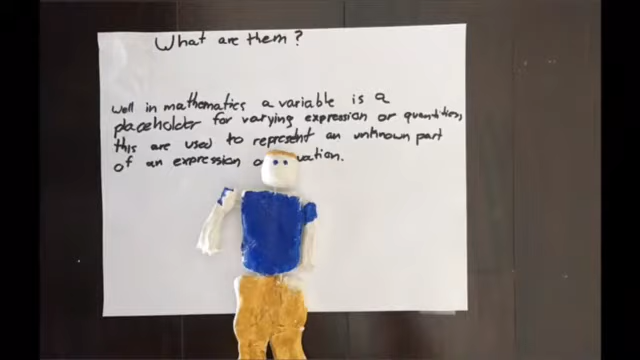 What are them?
Well in mathematics a variable is a
placeholder for varying expression or quantities,
this are used to represent an unknown part
of an expression